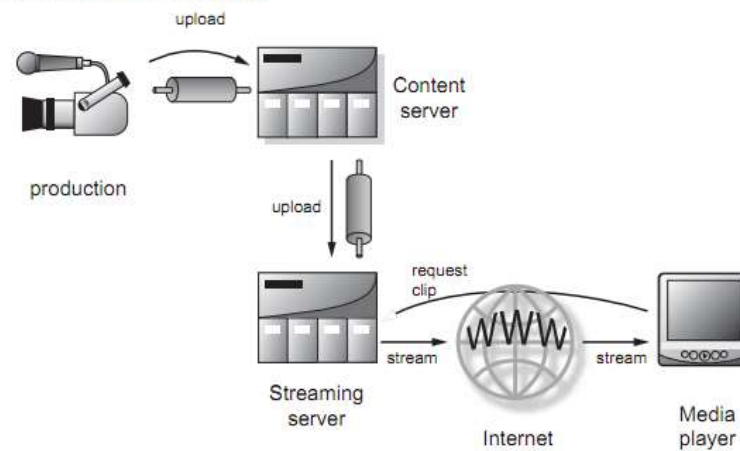 upload
Content
server
production
upload
request
clip
WWW
stream
stream
Streaming
server
Internet
Media
player